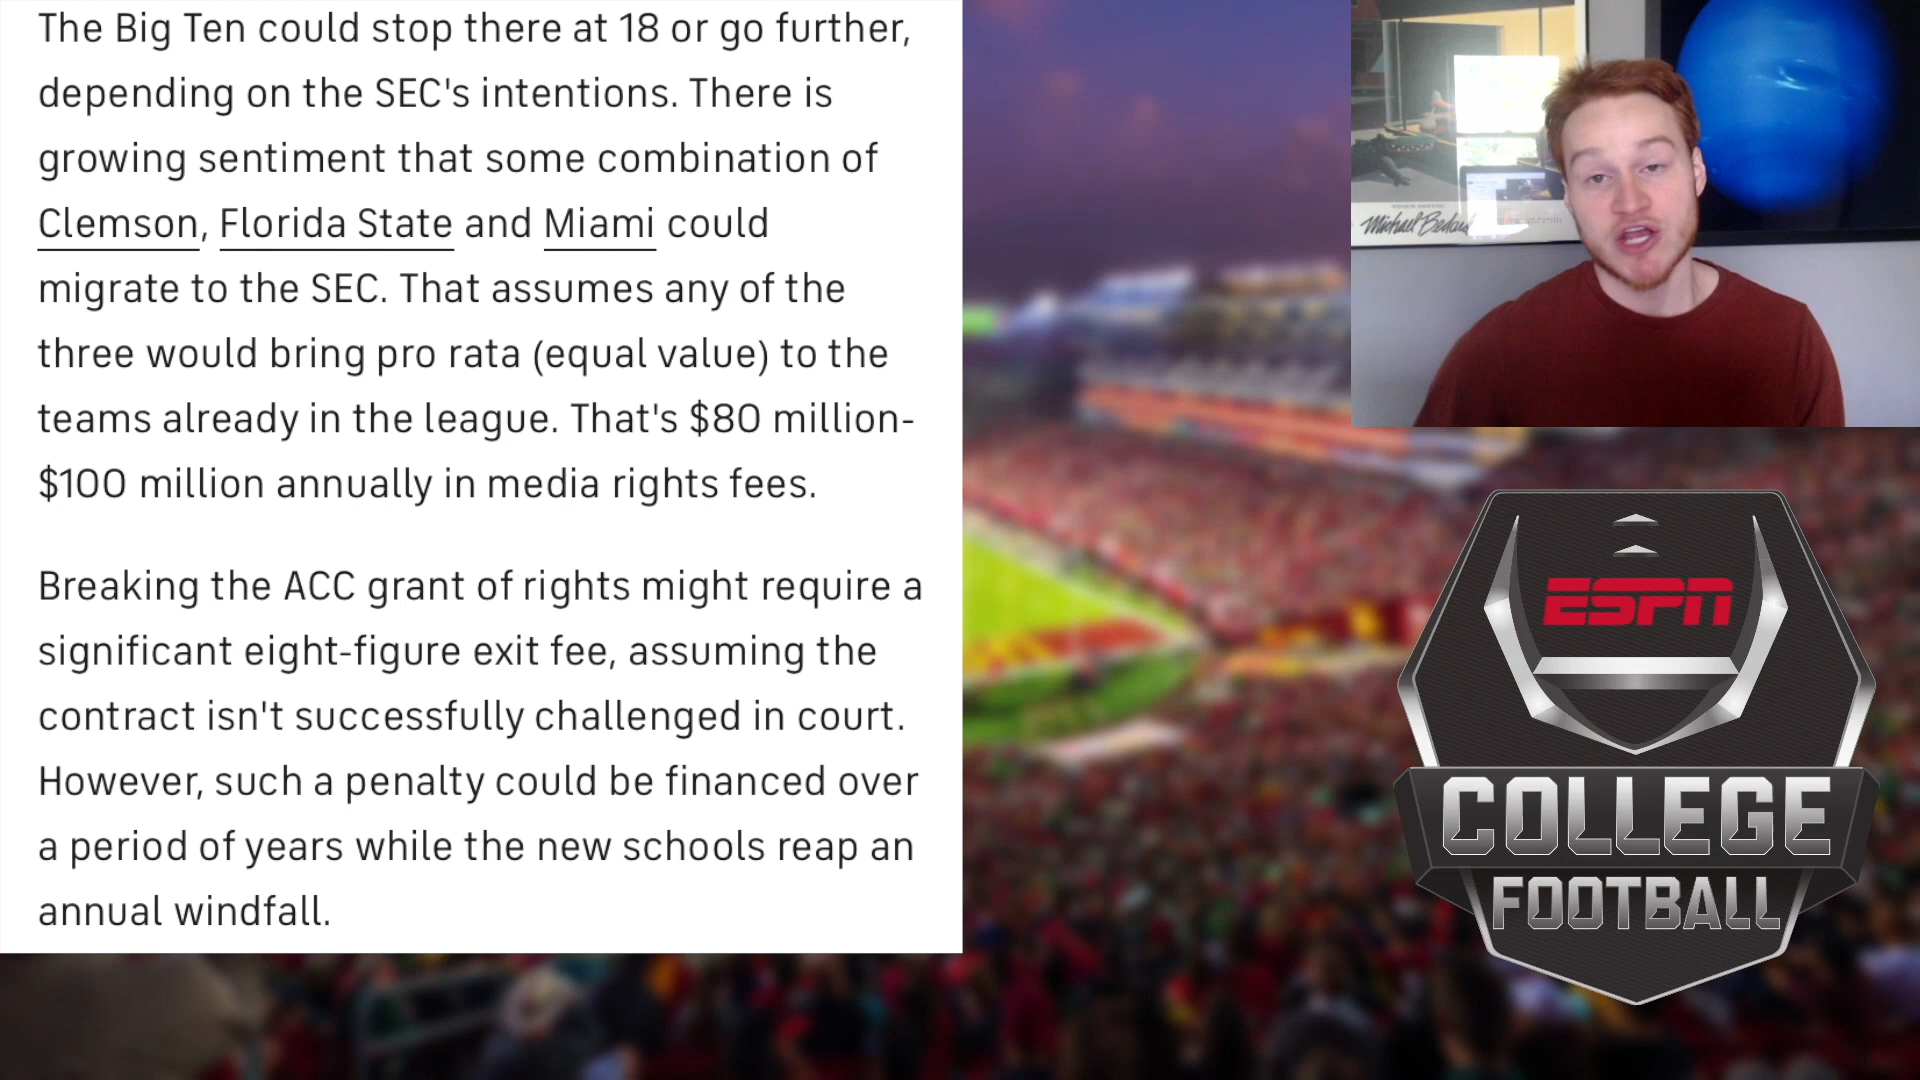 The Big Ten could stop there at 18 or go further,
depending on the SEC's intentions. There is
growing sentiment that some combination of
Clemson, Florida State and Miami could
migrate to the SEC. That assumes any of the
three would bring pro rata (equal value) to the
teams already in the league. That's $80 million-
$100 million annually in media rights fees.
Breaking the ACC grant of rights might require a
significant eight-figure exit fee, assuming the
contract isn't successfully challenged in court.
However, such a penalty could be financed over
a period of years while the new schools reap an
annual windfall.
Michael Bedard
ESPN
COLLEGE
FOOTBALL